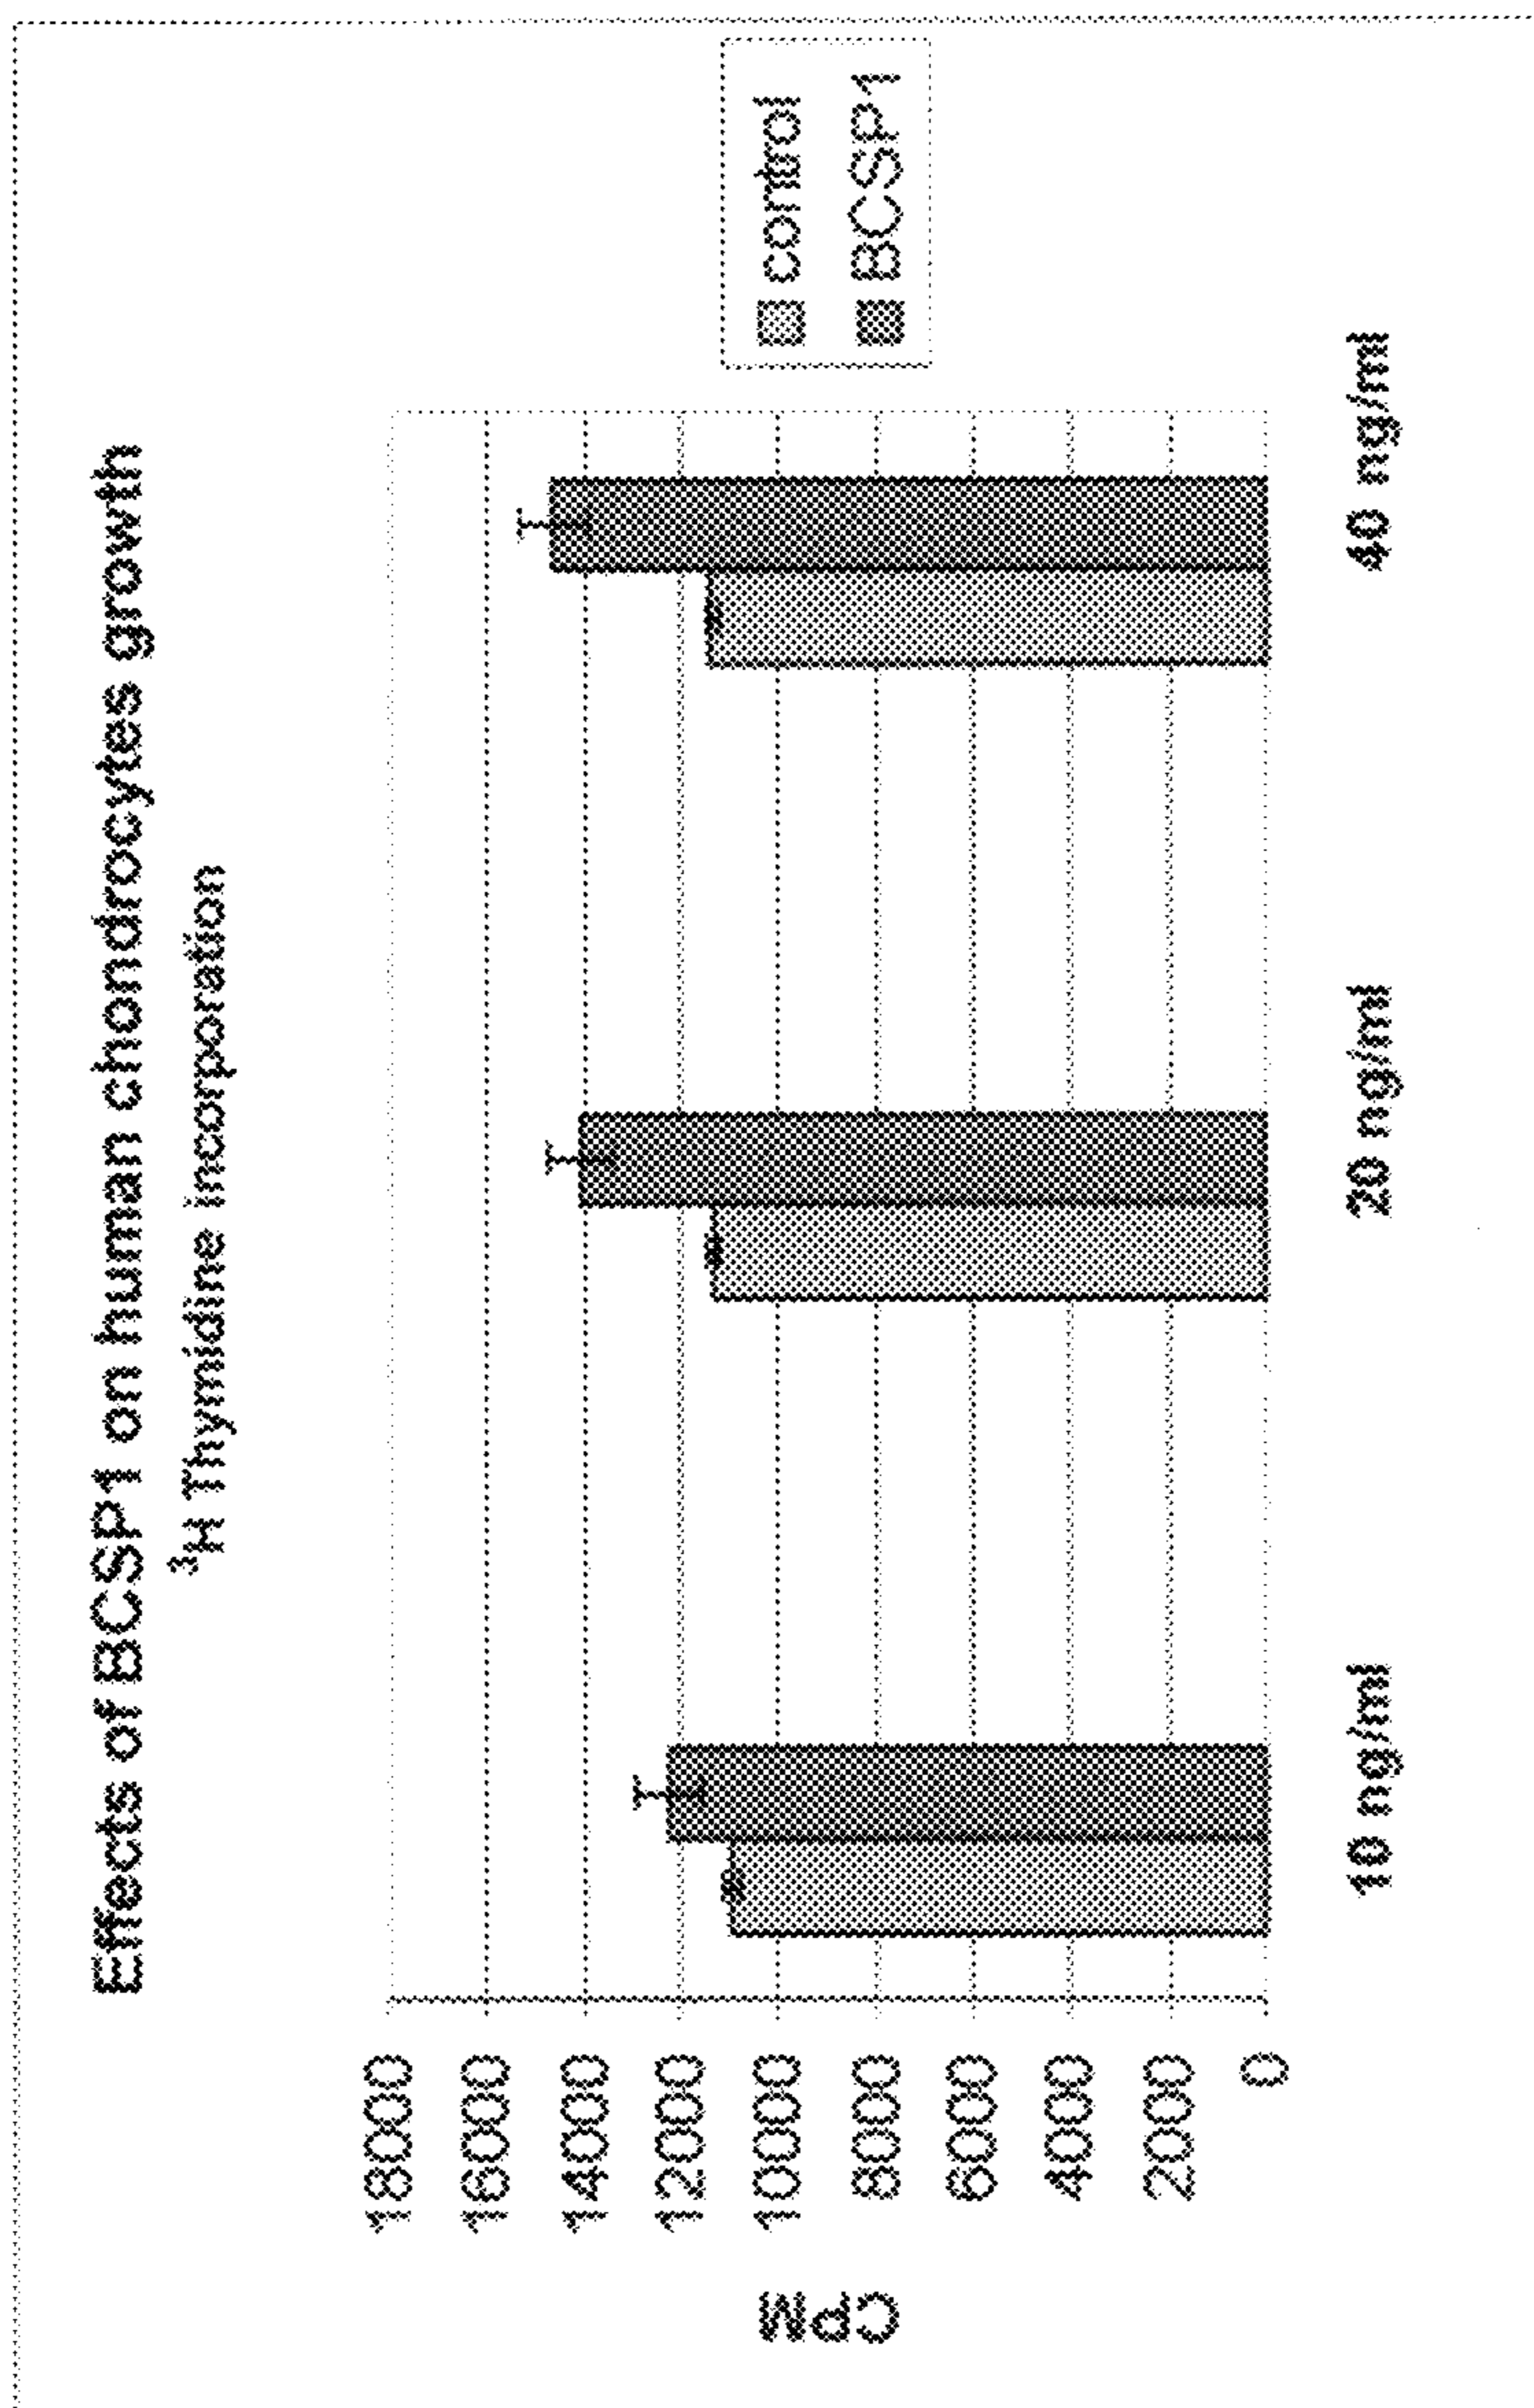 Effects of BCSP1 on human chondrocytes growth
³H Thymidine incorporation
18000
16000
14000
12000
10000
8000
6000
4000
2000
0
CPM
10 ng/ml
20 ng/ml
40 ng/ml
control
BCSP1